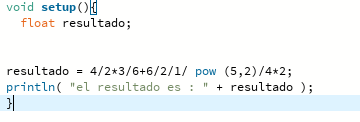 void setup(){
  float resultado;
resultado = 4/2*3/6+6/2/1/ pow (5,2)/4*2;
println( "el resultado es : " + resultado );
}